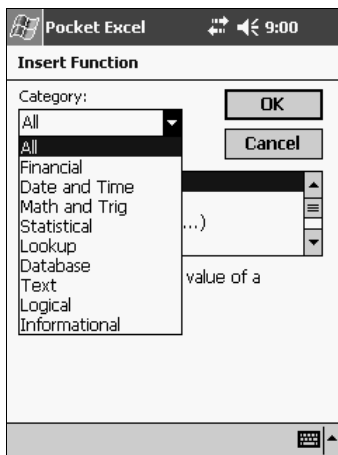 Pocket Excel 9:00
Insert Function
Category:
OK
All
Cancel
All
Financial
Date and Time
Math and Trig
Statistical
...)
Lookup
Database
value of a
Text
Logical
Informational